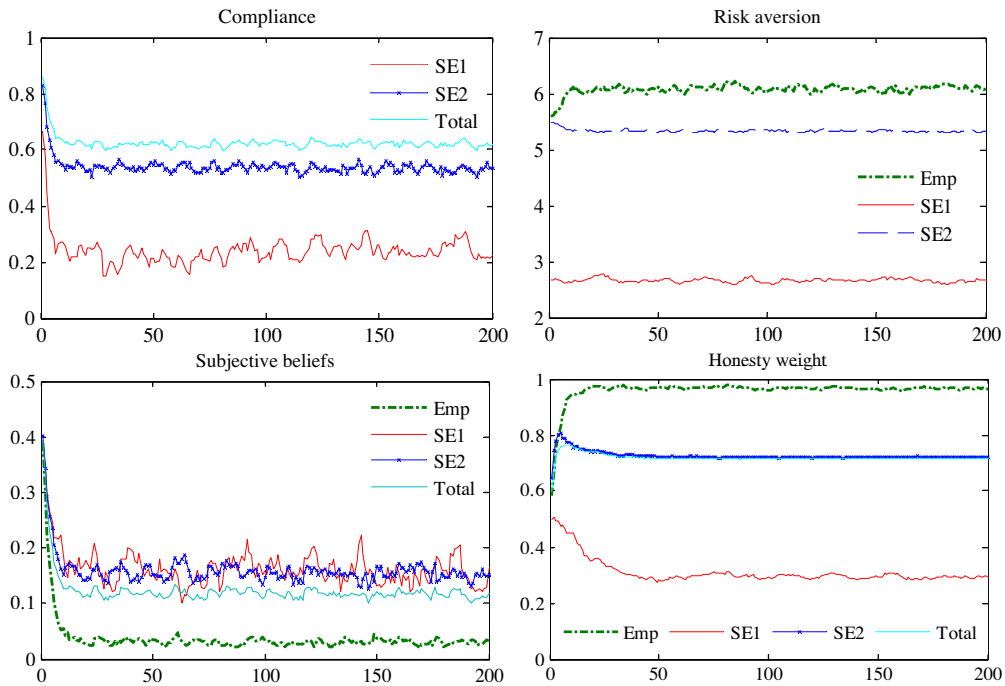 Compliance
1
0.8
0.6
0.4
0.2
0
0 50 100 150 200
SE1
SE2
Total
Risk aversion
7
6
5
4
3
2
0 50 100 150 200
Emp
SE1
SE2
Subjective beliefs
0.5
0.4
0.3
0.2
0.1
0
0 50 100 150 200
Emp
SE1
SE2
Total
Honesty weight
1
0.8
0.6
0.4
0.2
0
0 50 100 150 200
Emp SE1 SE2 Total